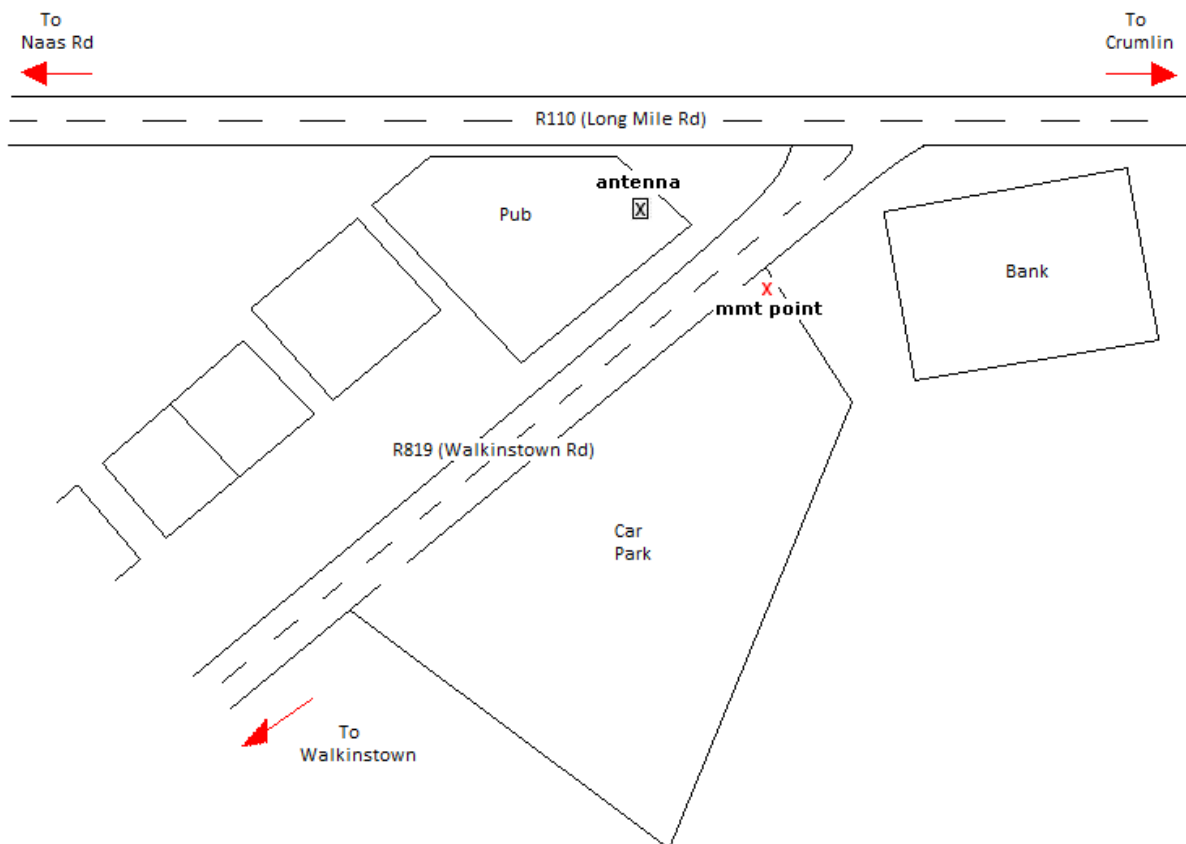 To
Naas Rd
To
Crumlin
R110 (Long Mile Rd)
antenna
X
Pub
Bank
X
mmt point
R819 (Walkinstown Rd)
Car
Park
To
Walkinstown